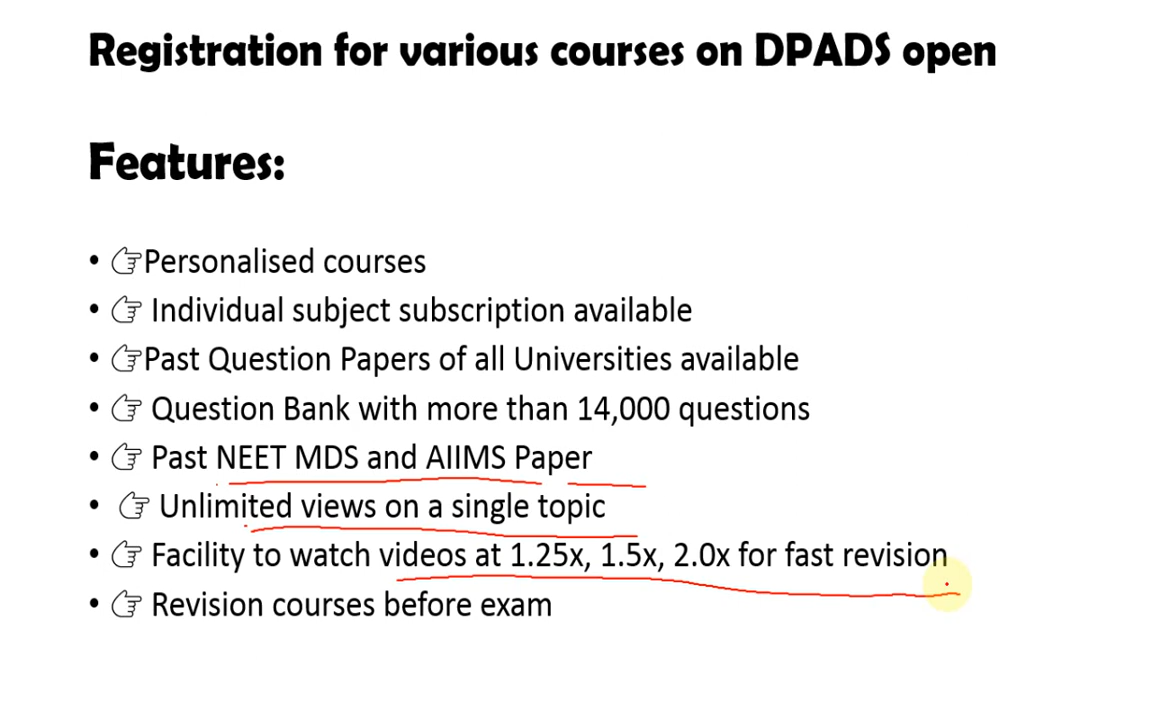 Registration for various courses on DPADS open
Features:
• 👉Personalised courses
• 👉 Individual subject subscription available
• 👉Past Question Papers of all Universities available
• 👉 Question Bank with more than 14,000 questions
• 👉 Past NEET MDS and AIIMS Paper
• 👉 Unlimited views on a single topic
• 👉 Facility to watch videos at 1.25x, 1.5x, 2.0x for fast revision
• 👉 Revision courses before exam